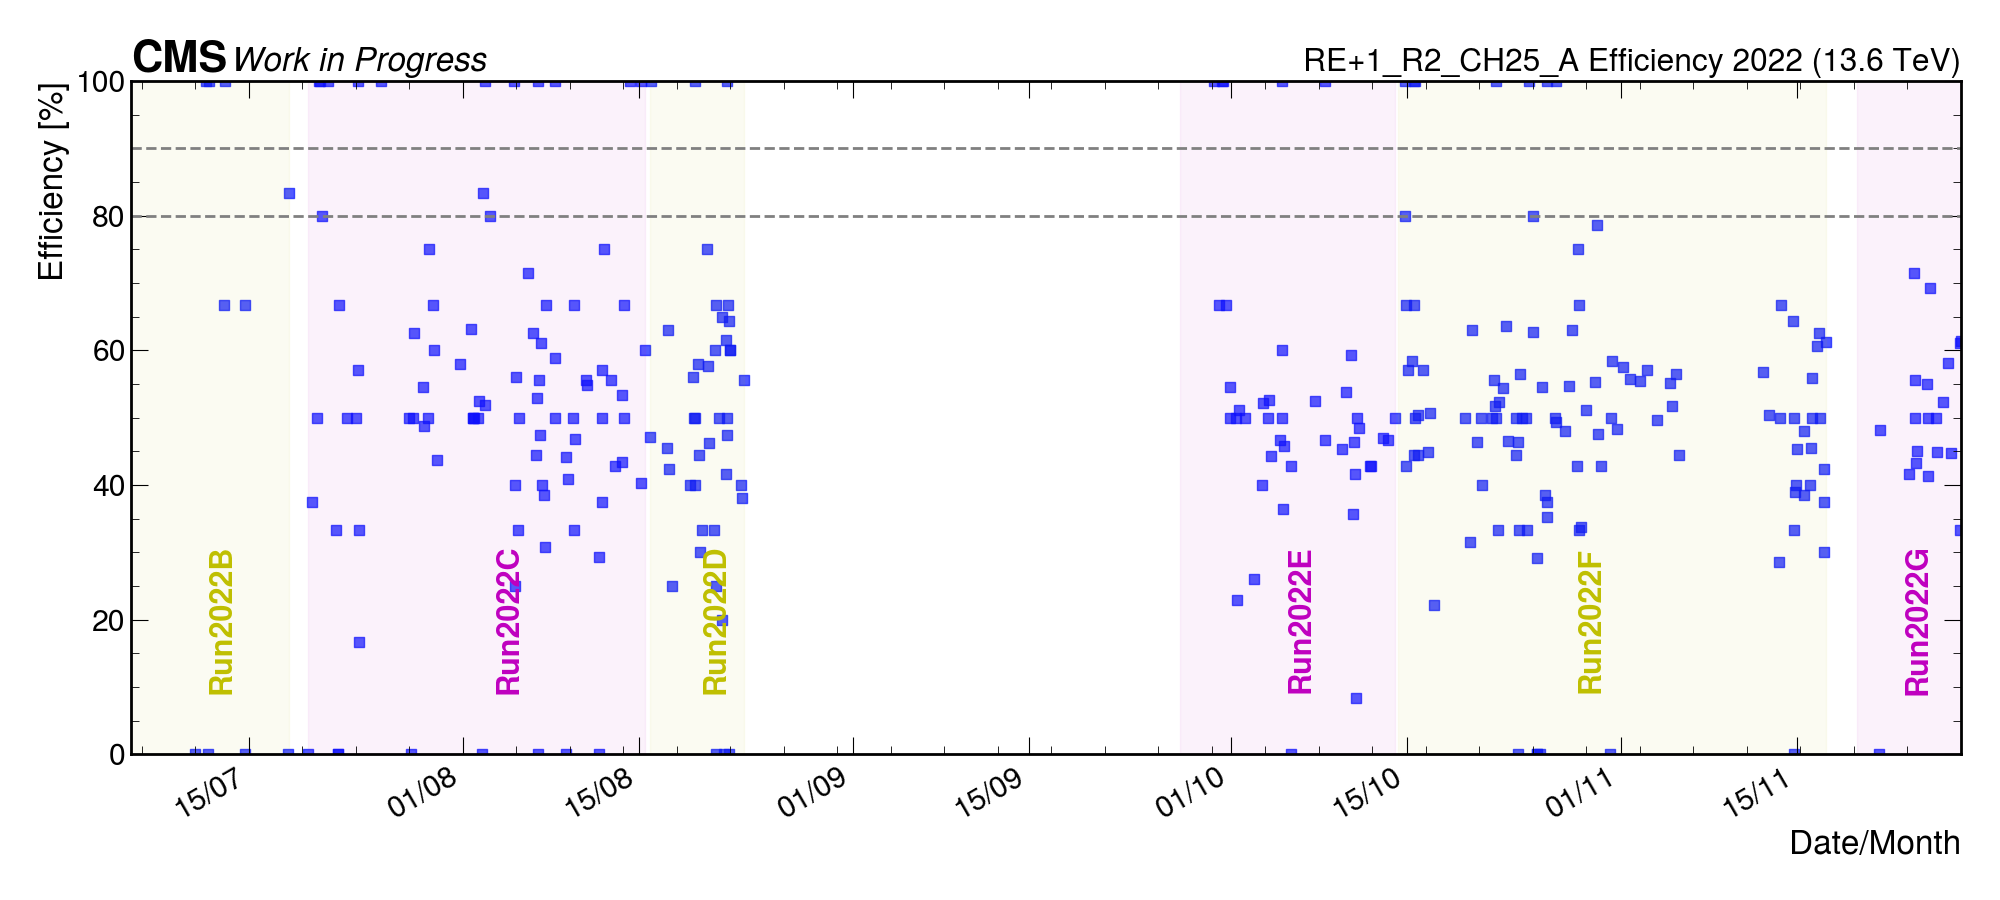 CMS Work in Progress
RE+1_R2_CH25_A Efficiency 2022 (13.6 TeV)
Efficiency [%]
100
80
60
40
20
0
Run2022B
Run2022C
Run2022D
Run2022E
Run2022F
Run2022G
15/07
01/08
15/08
01/09
15/09
01/10
15/10
01/11
15/11
Date/Month